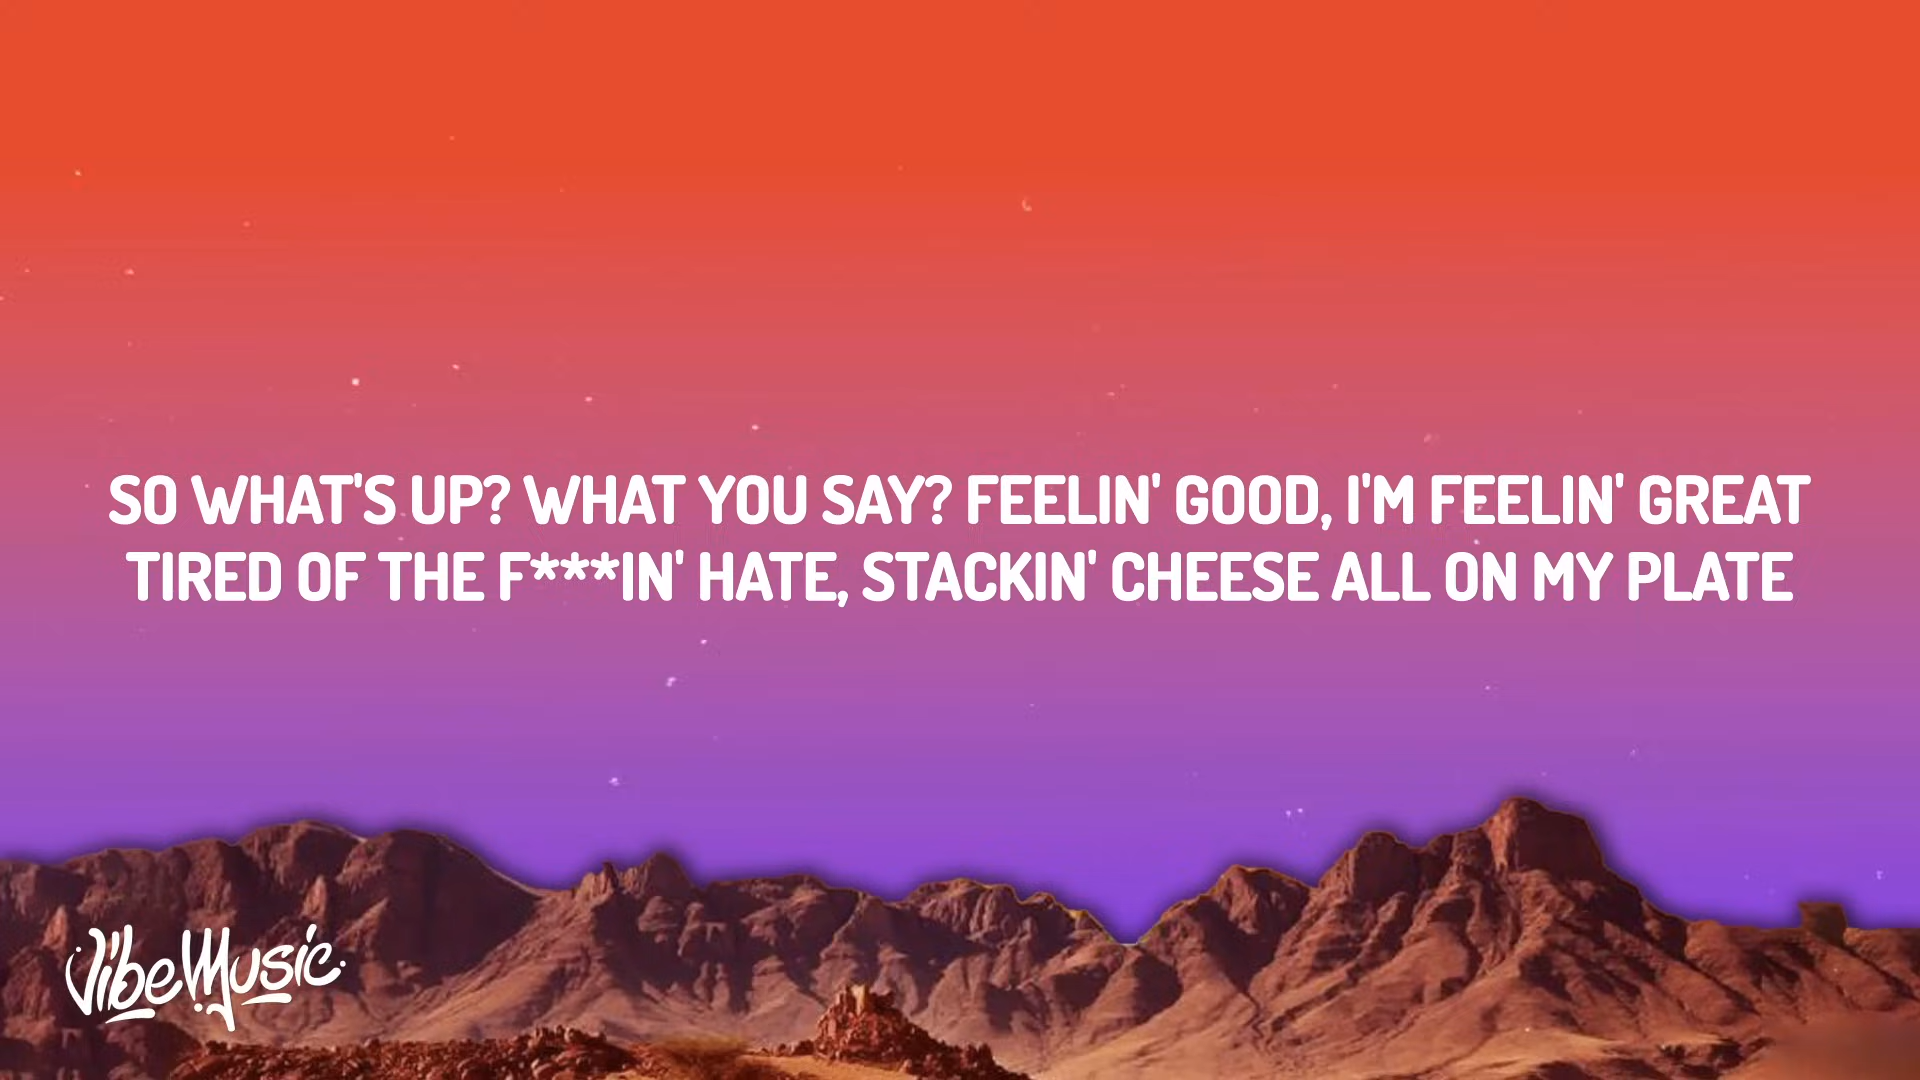 SO WHAT'S UP? WHAT YOU SAY? FEELIN' GOOD, I'M FEELIN' GREAT
TIRED OF THE F***IN' HATE, STACKIN' CHEESE ALL ON MY PLATE
VibeMusic